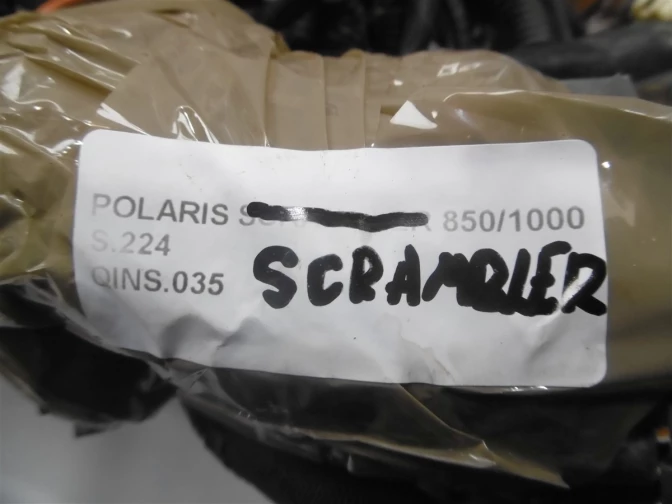 POLARIS 850/1000
S.224
QINS.035 SCRAMBLER